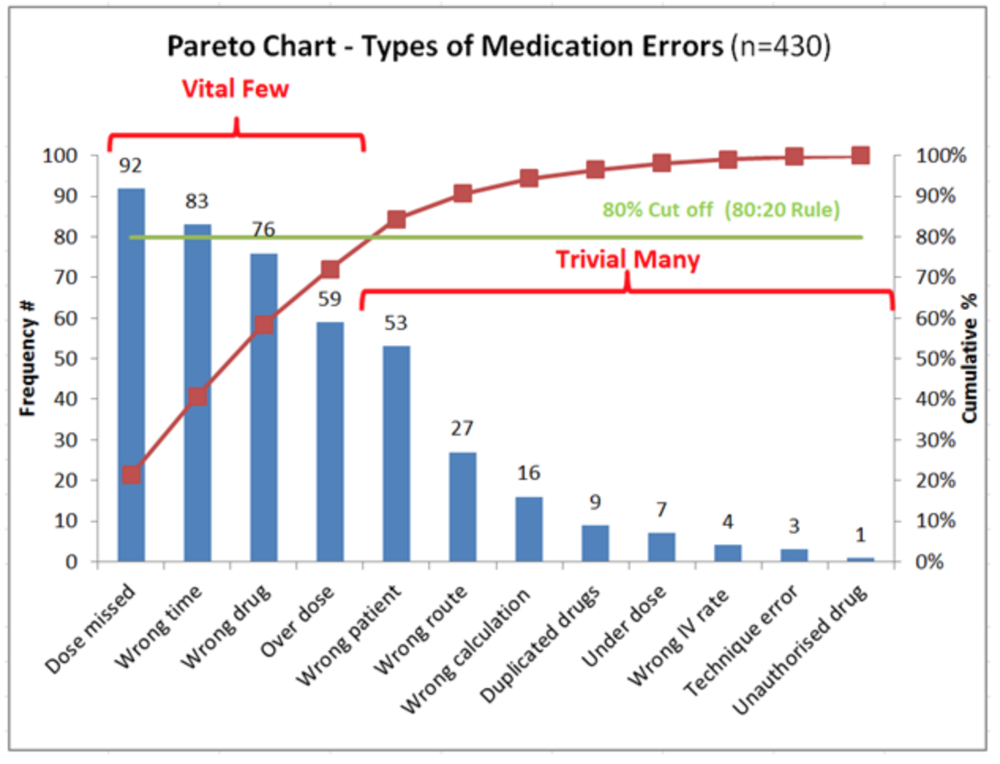 Pareto Chart - Types of Medication Errors (n=430)
Vital Few
100
90
80
70
60
50
40
30
20
10
0
Frequency #
92
83
76
59
53
27
16
9
7
4
3
1
80% Cut off (80:20 Rule)
Trivial Many
100%
90%
80%
70%
60%
50%
40%
30%
20%
10%
0%
Cumulative %
Dose missed
Wrong time
Wrong drug
Over dose
Wrong patient
Wrong route
Wrong calculation
Duplicated drugs
Under dose
Wrong IV rate
Technique error
Unauthorised drug